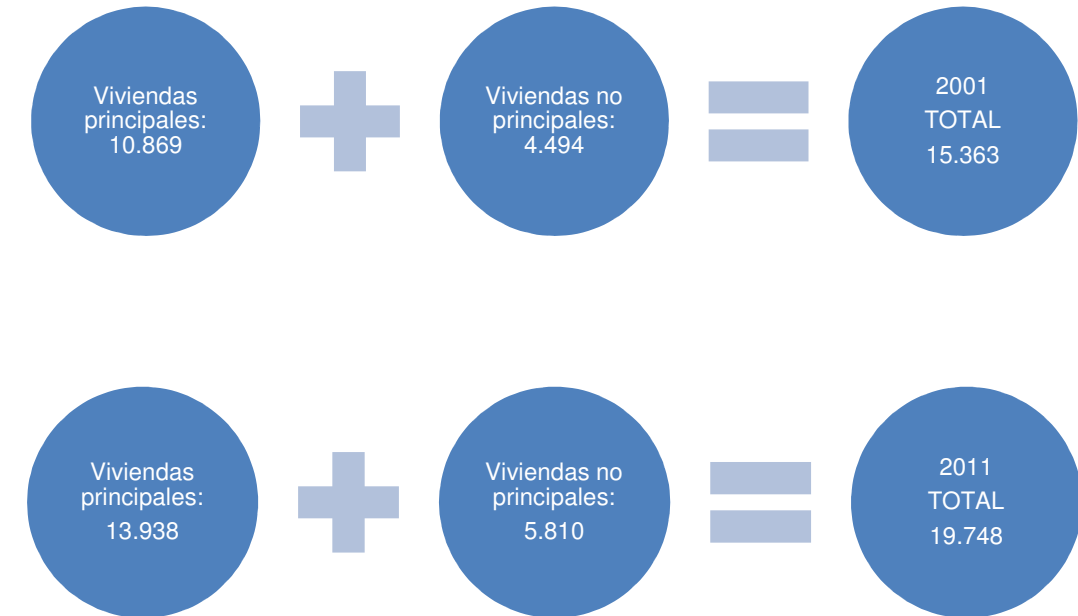 Viviendas
principales:
10.869
Viviendas no
principales:
4.494
2001
TOTAL
15.363
Viviendas
principales:
13.938
Viviendas no
principales:
5.810
2011
TOTAL
19.748